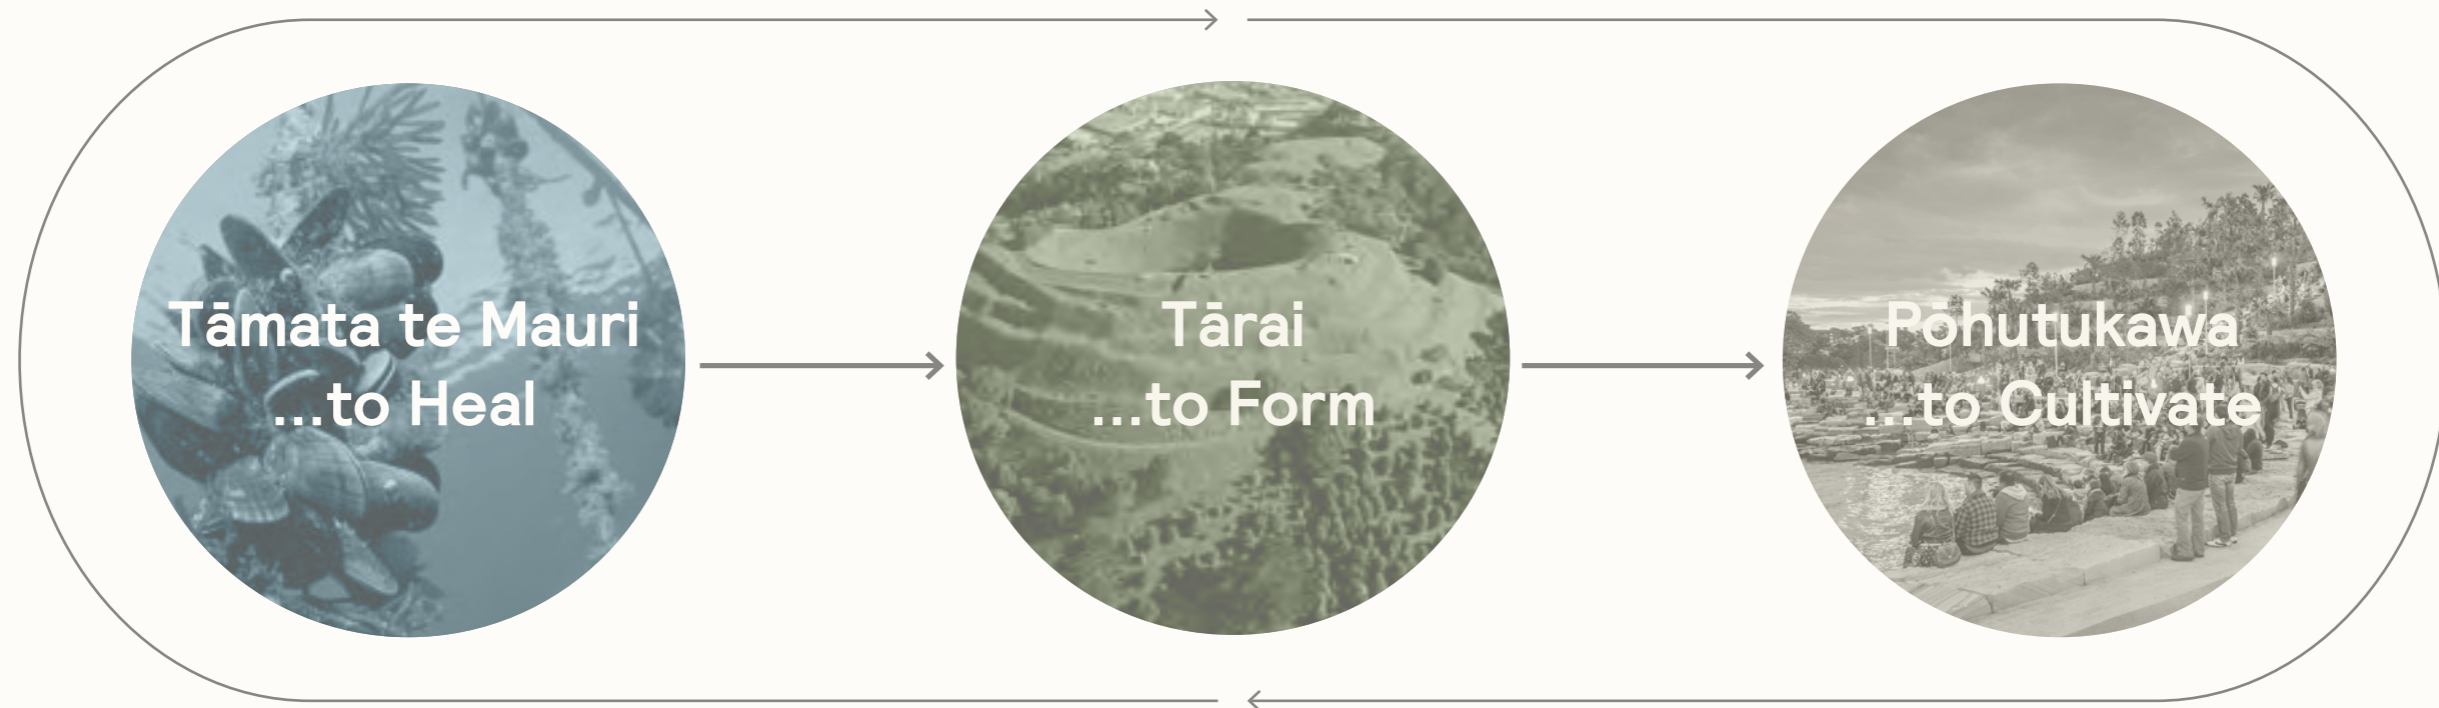 Tāmata te Mauri
...to Heal
Tārai
...to Form
Pōhutukawa
...to Cultivate